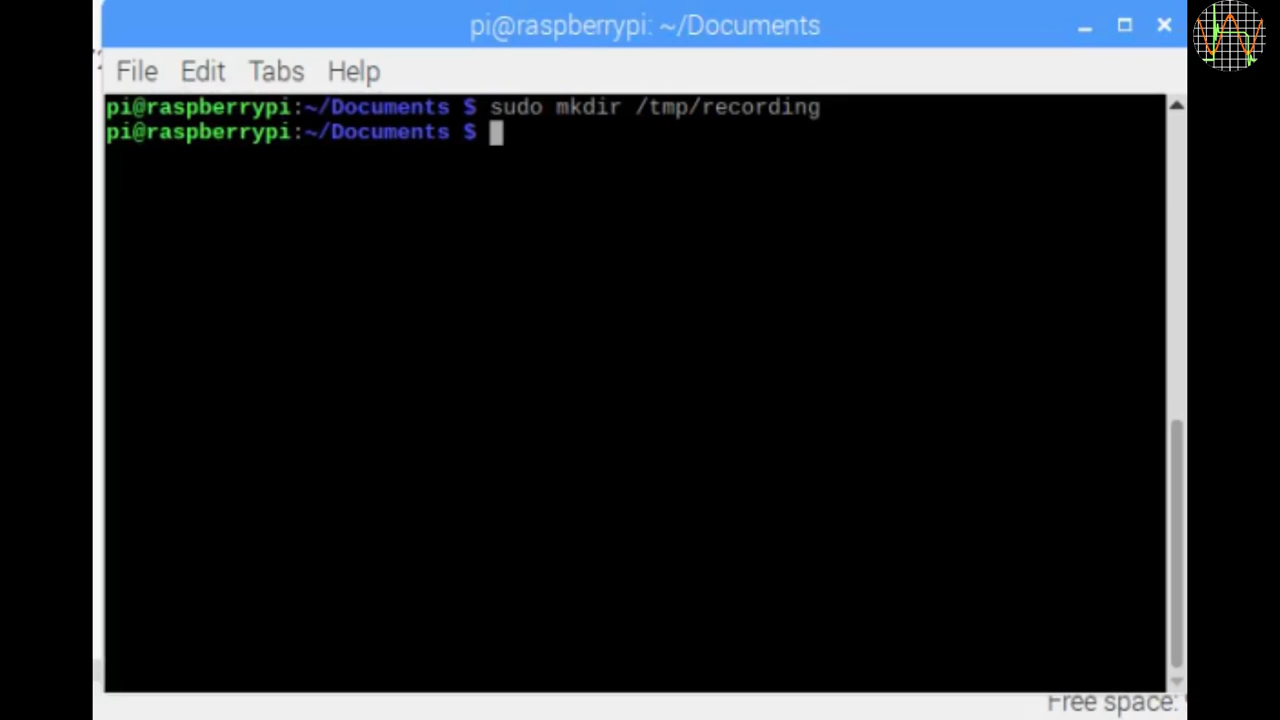 pi@raspberrypi: ~/Documents
File Edit Tabs Help
pi@raspberrypi:~/Documents $ sudo mkdir /tmp/recording
pi@raspberrypi:~/Documents $
Free space: